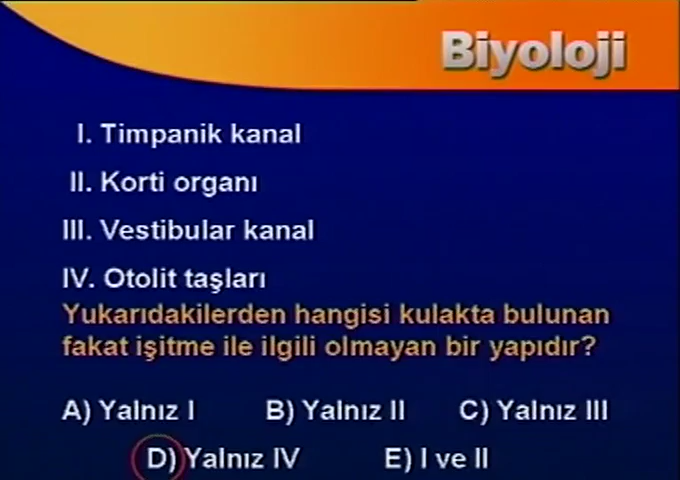 Biyoloji
I. Timpanik kanal
II. Korti organı
III. Vestibular kanal
IV. Otolit taşları
Yukarıdakilerden hangisi kulakta bulunan
fakat işitme ile ilgili olmayan bir yapıdır?
A) Yalnız I B) Yalnız II C) Yalnız III
D) Yalnız IV E) I ve II